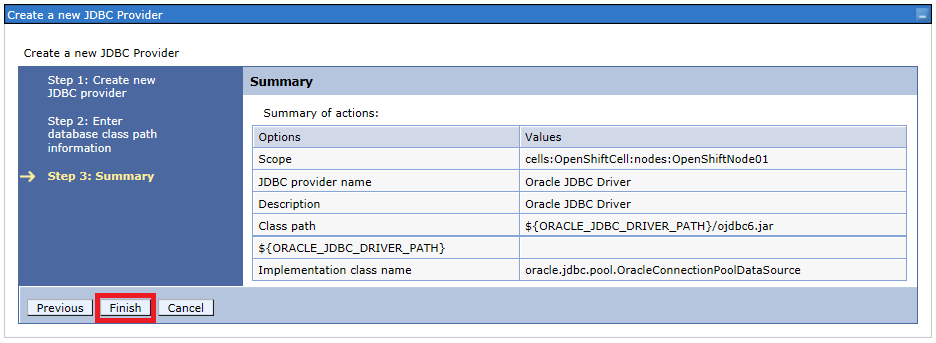 Create a new JDBC Provider
Create a new JDBC Provider
Step 1: Create new
JDBC provider
Step 2: Enter
database class path
information
Step 3: Summary
Summary
Summary of actions:
Options Values
Scope cells:OpenShiftCell:nodes:OpenShiftNode01
JDBC provider name Oracle JDBC Driver
Description Oracle JDBC Driver
Class path ${ORACLE_JDBC_DRIVER_PATH}/ojdbc6.jar
${ORACLE_JDBC_DRIVER_PATH}
Implementation class name oracle.jdbc.pool.OracleConnectionPoolDataSource
Previous Finish Cancel